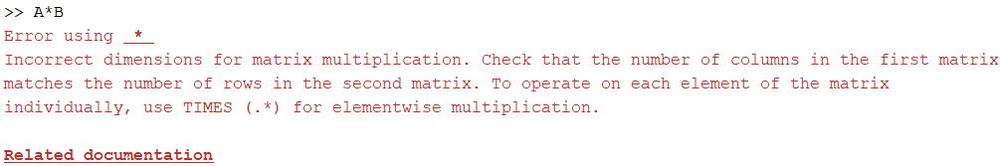 >> A*B
Error using  * 
Incorrect dimensions for matrix multiplication. Check that the number of columns in the first matrix
matches the number of rows in the second matrix. To operate on each element of the matrix
individually, use TIMES (.*) for elementwise multiplication.
Related documentation